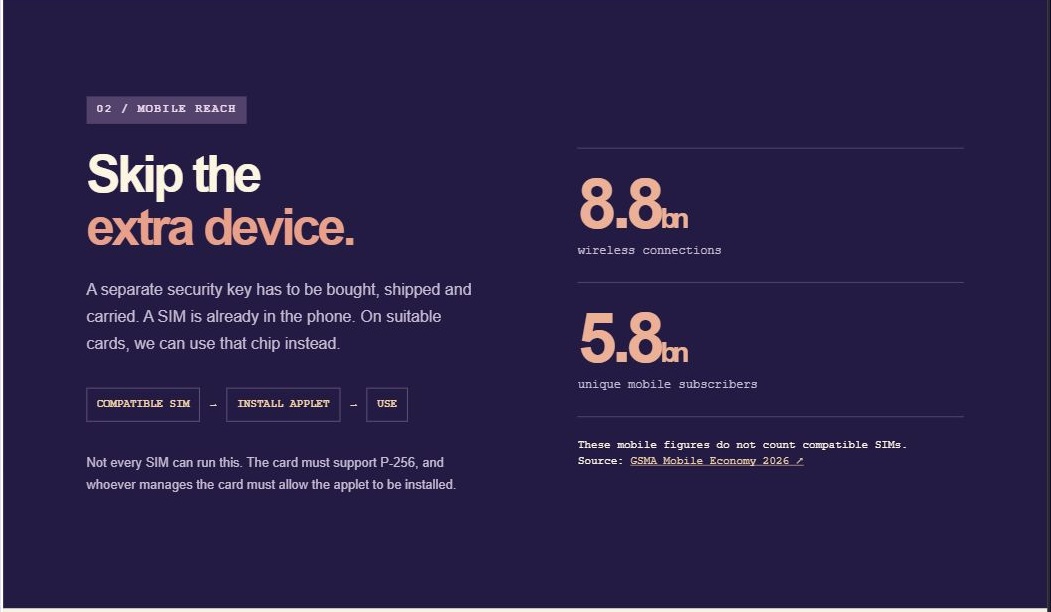 02 / MOBILE REACH
Skip the
extra device.
A separate security key has to be bought, shipped and
carried. A SIM is already in the phone. On suitable
cards, we can use that chip instead.
COMPATIBLE SIM → INSTALL APPLET → USE
Not every SIM can run this. The card must support P-256, and
whoever manages the card must allow the applet to be installed.
8.8bn
wireless connections
5.8bn
unique mobile subscribers
These mobile figures do not count compatible SIMs.
Source: GSMA Mobile Economy 2026 ↗